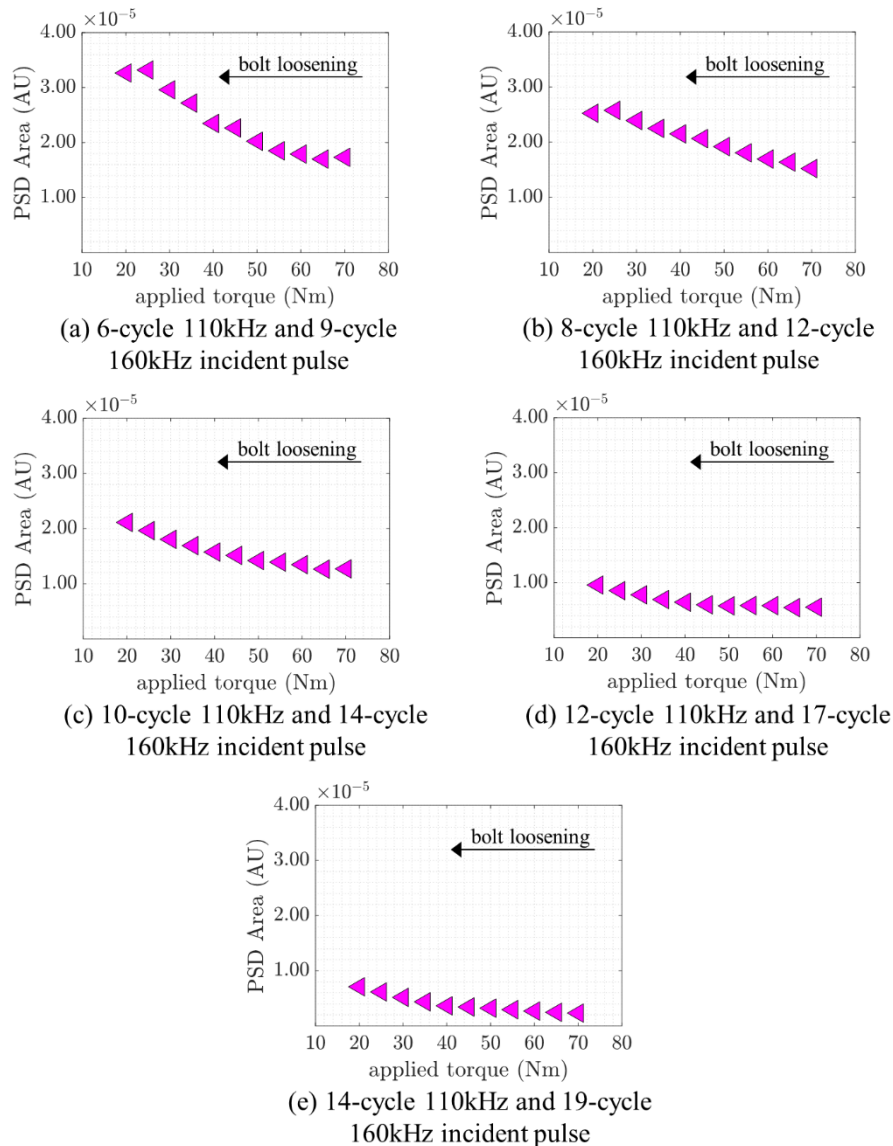 ×10⁻⁵
4.00
3.00
2.00
1.00
PSD Area (AU)
bolt loosening
10 20 30 40 50 60 70 80
applied torque (Nm)
(a) 6-cycle 110kHz and 9-cycle
160kHz incident pulse
×10⁻⁵
4.00
3.00
2.00
1.00
PSD Area (AU)
bolt loosening
10 20 30 40 50 60 70 80
applied torque (Nm)
(b) 8-cycle 110kHz and 12-cycle
160kHz incident pulse
×10⁻⁵
4.00
3.00
2.00
1.00
PSD Area (AU)
bolt loosening
10 20 30 40 50 60 70 80
applied torque (Nm)
(c) 10-cycle 110kHz and 14-cycle
160kHz incident pulse
×10⁻⁵
4.00
3.00
2.00
1.00
PSD Area (AU)
bolt loosening
10 20 30 40 50 60 70 80
applied torque (Nm)
(d) 12-cycle 110kHz and 17-cycle
160kHz incident pulse
×10⁻⁵
4.00
3.00
2.00
1.00
PSD Area (AU)
bolt loosening
10 20 30 40 50 60 70 80
applied torque (Nm)
(e) 14-cycle 110kHz and 19-cycle
160kHz incident pulse